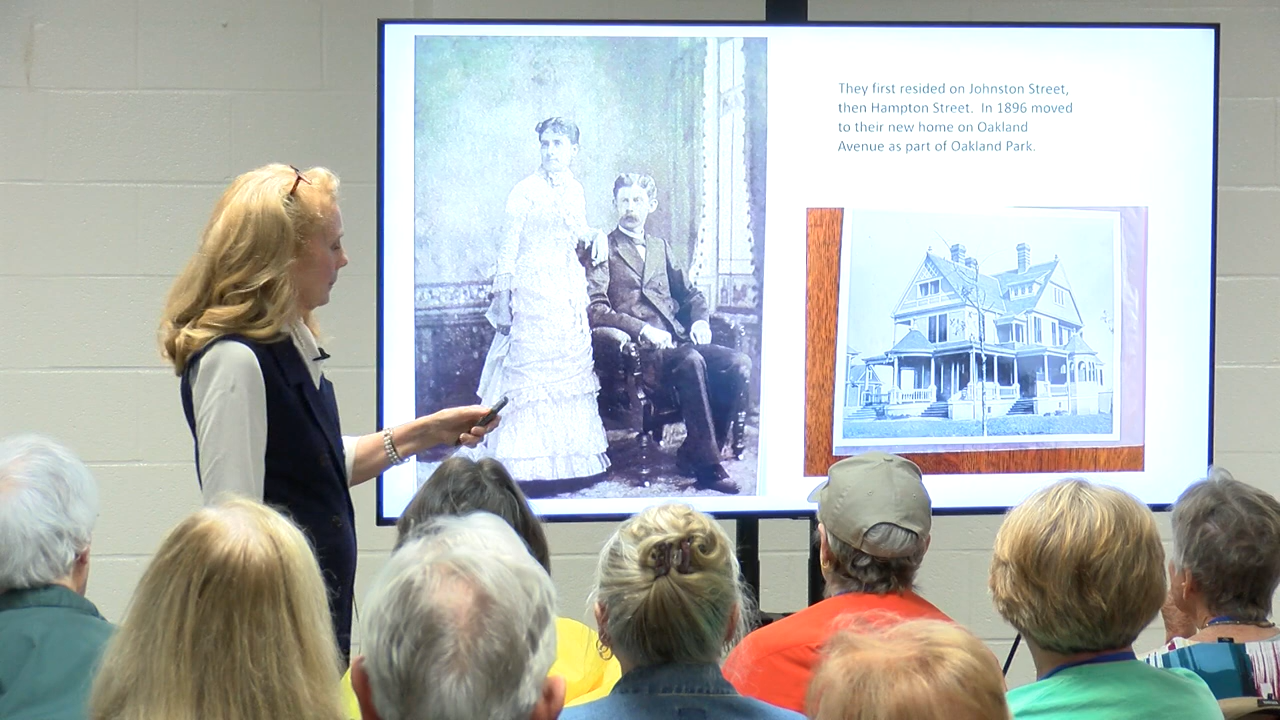 They first resided on Johnston Street,
then Hampton Street.  In 1896 moved
to their new home on Oakland
Avenue as part of Oakland Park.